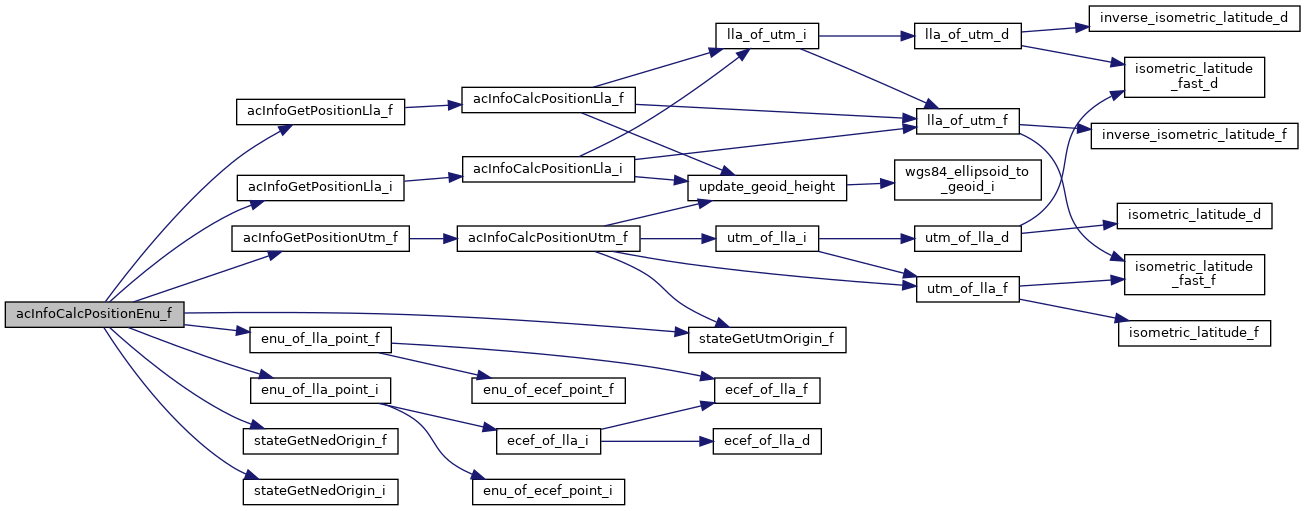 acInfoCalcPositionEnu_f
acInfoGetPositionLla_f
acInfoGetPositionLla_i
acInfoGetPositionUtm_f
enu_of_lla_point_f
enu_of_lla_point_i
stateGetNedOrigin_f
stateGetNedOrigin_i
acInfoCalcPositionLla_f
acInfoCalcPositionLla_i
acInfoCalcPositionUtm_f
enu_of_ecef_point_f
ecef_of_lla_i
enu_of_ecef_point_i
lla_of_utm_i
update_geoid_height
utm_of_lla_i
stateGetUtmOrigin_f
ecef_of_lla_f
ecef_of_lla_d
lla_of_utm_d
lla_of_utm_f
wgs84_ellipsoid_to
_geoid_i
utm_of_lla_d
utm_of_lla_f
inverse_isometric_latitude_d
isometric_latitude
_fast_d
inverse_isometric_latitude_f
isometric_latitude_d
isometric_latitude
_fast_f
isometric_latitude_f